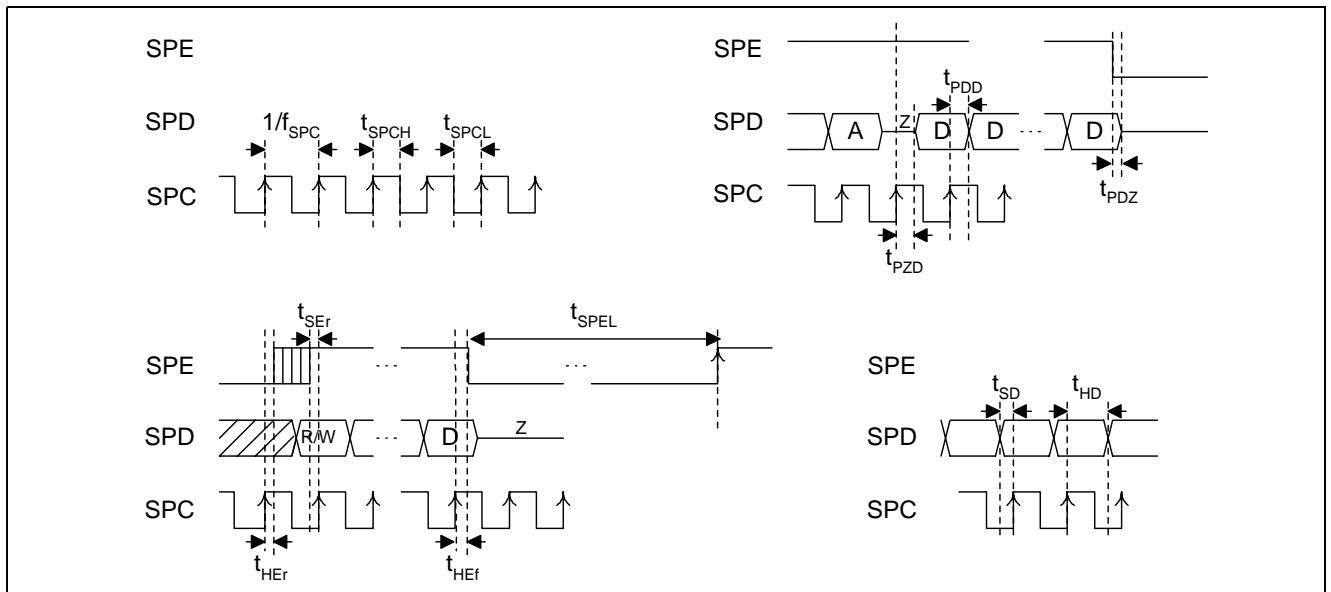 SPE
SPD
1/fSPC tSPCH tSPCL
SPC
SPE
tPDD
SPD A Z D D ··· D
SPC
tPDZ
tPZD
tSEr tSPEL
SPE ··· ···
SPD R/W ··· D Z
SPC
tHEr tHEf
SPE
tSD tHD
SPD
SPC